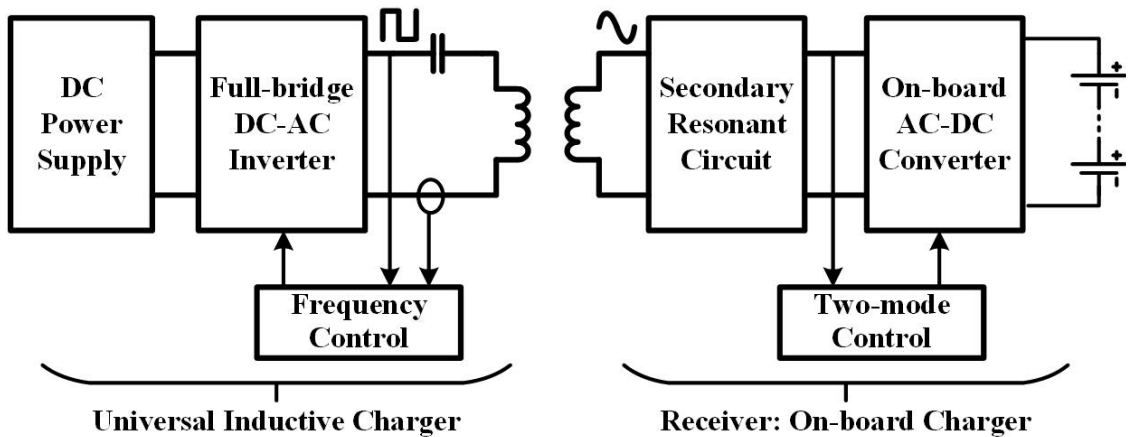 DC
Power
Supply
Full-bridge
DC-AC
Inverter
Secondary
Resonant
Circuit
On-board
AC-DC
Converter
+
+
Frequency
Control
Two-mode
Control
Universal Inductive Charger
Receiver: On-board Charger